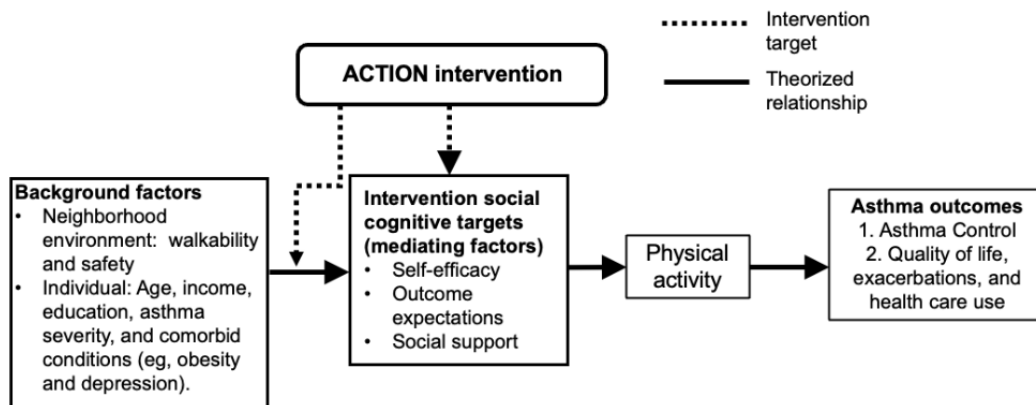 Intervention
target
Theorized
relationship
ACTION intervention
Background factors
• Neighborhood
environment: walkability
and safety
• Individual: Age, income,
education, asthma
severity, and comorbid
conditions (eg, obesity
and depression).
Intervention social
cognitive targets
(mediating factors)
• Self-efficacy
• Outcome
expectations
• Social support
Physical
activity
Asthma outcomes
1. Asthma Control
2. Quality of life,
exacerbations, and
health care use